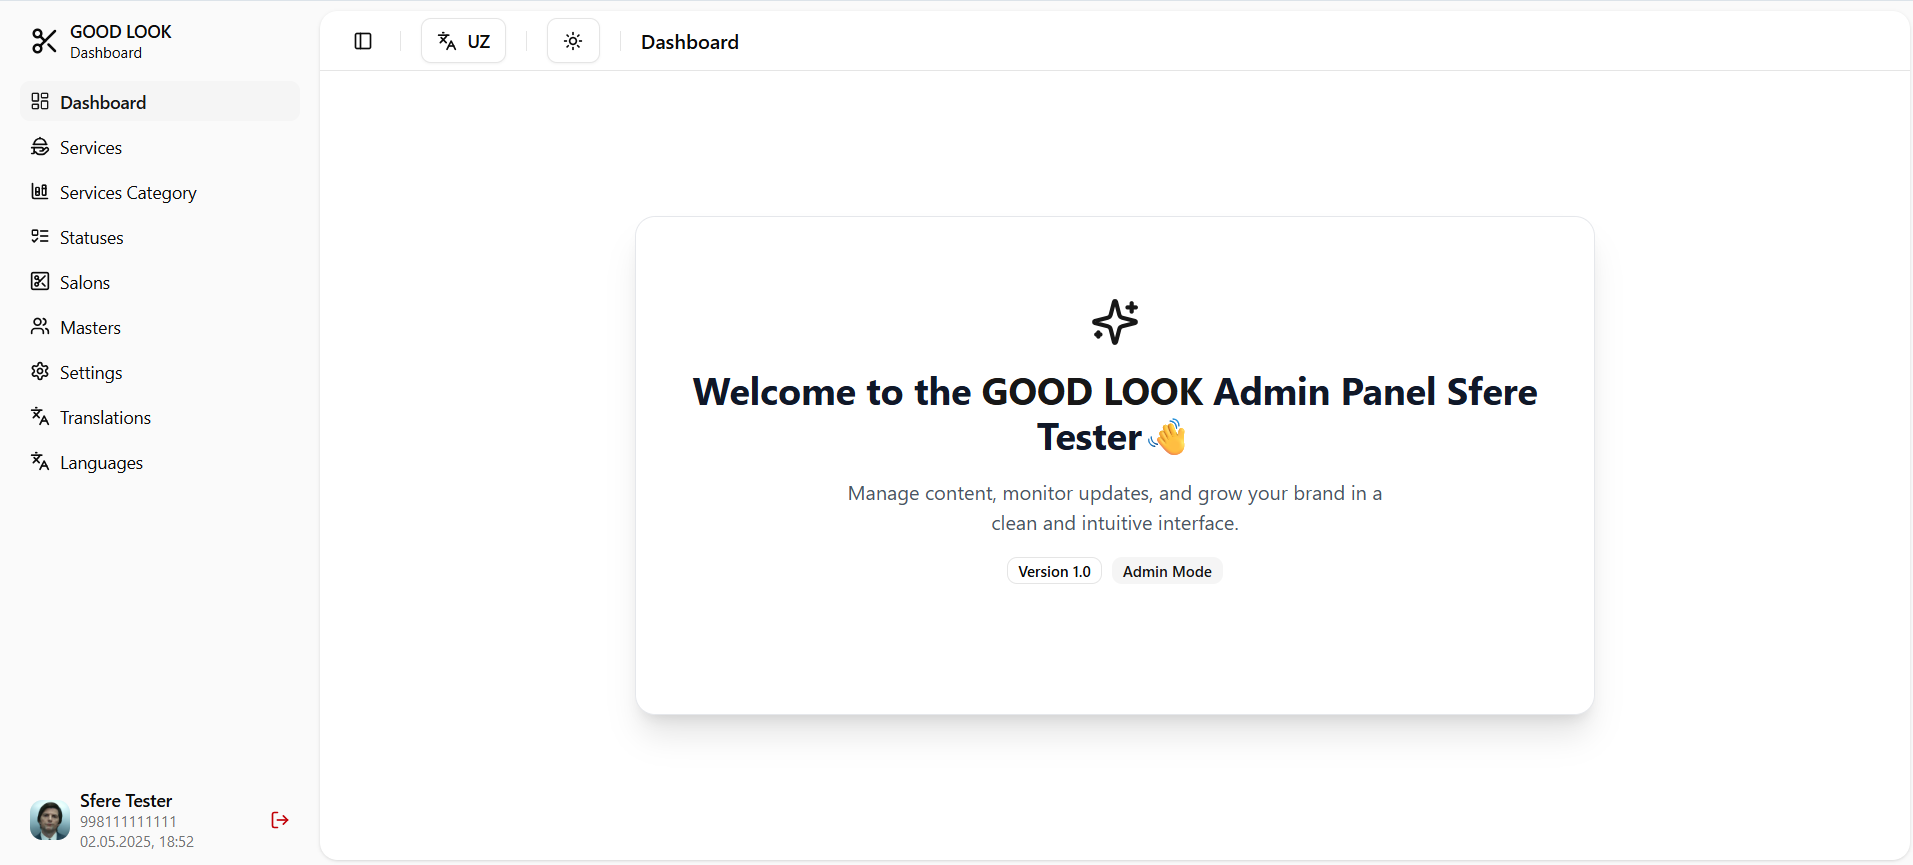 GOOD LOOK
Dashboard
Dashboard
Services
Services Category
Statuses
Salons
Masters
Settings
Translations
Languages
Sfere Tester
998111111111
02.05.2025, 18:52
UZ
Dashboard
Welcome to the GOOD LOOK Admin Panel Sfere
Tester 👋
Manage content, monitor updates, and grow your brand in a
clean and intuitive interface.
Version 1.0
Admin Mode